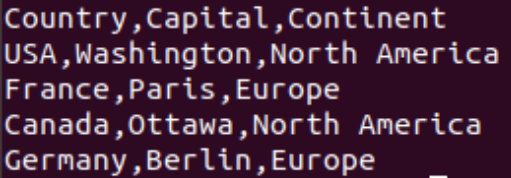 Country,Capital,Continent
USA,Washington,North America
France,Paris,Europe
Canada,Ottawa,North America
Germany,Berlin,Europe